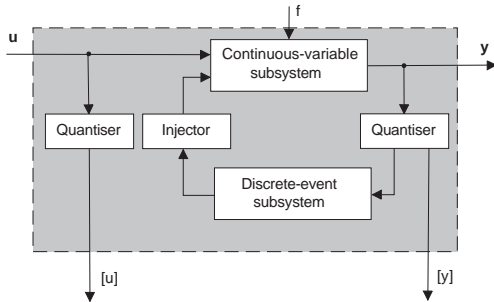 f
u
y
Continuous-variable
subsystem
Quantiser
Injector
Quantiser
Discrete-event
subsystem
[u]
[y]